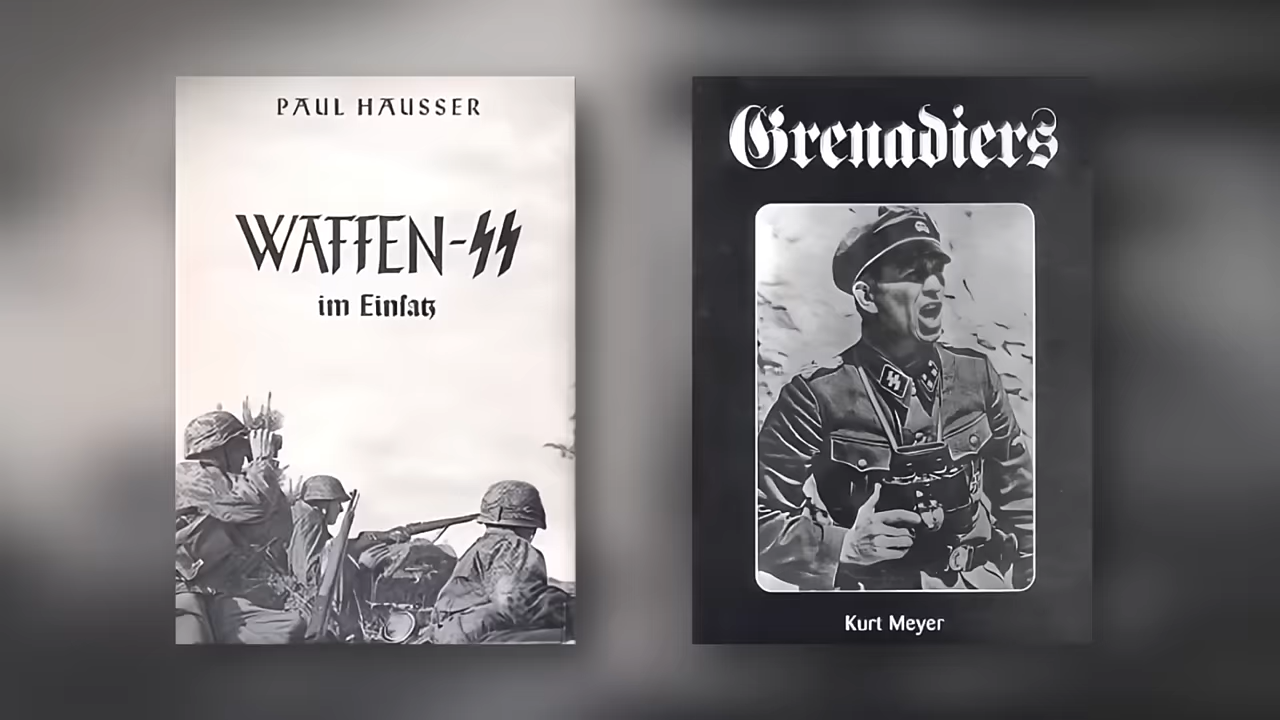 PAUL HAUSSER
WAFFEN-SS
im Einsatz
Grenadiers
Kurt Meyer